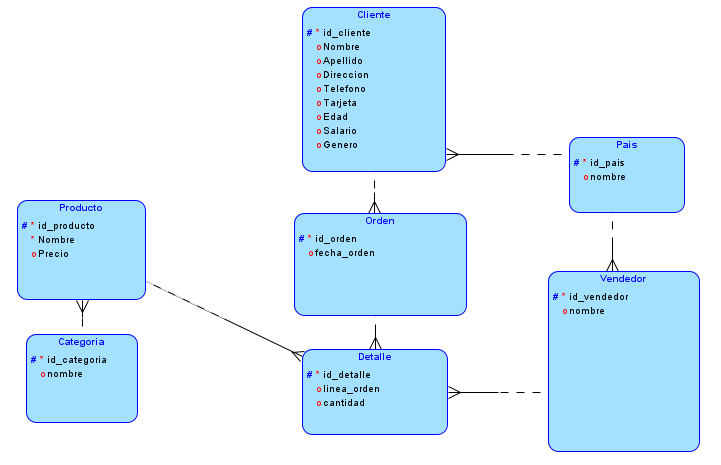 Cliente
# * id_cliente
o Nombre
o Apellido
o Direccion
o Telefono
o Tarjeta
o Edad
o Salario
o Genero
Pais
# * id_pais
o nombre
Producto
# * id_producto
* Nombre
o Precio
Orden
# * id_orden
o fecha_orden
Vendedor
# * id_vendedor
o nombre
Categoria
# * id_categoria
o nombre
Detalle
# * id_detalle
o linea_orden
o cantidad